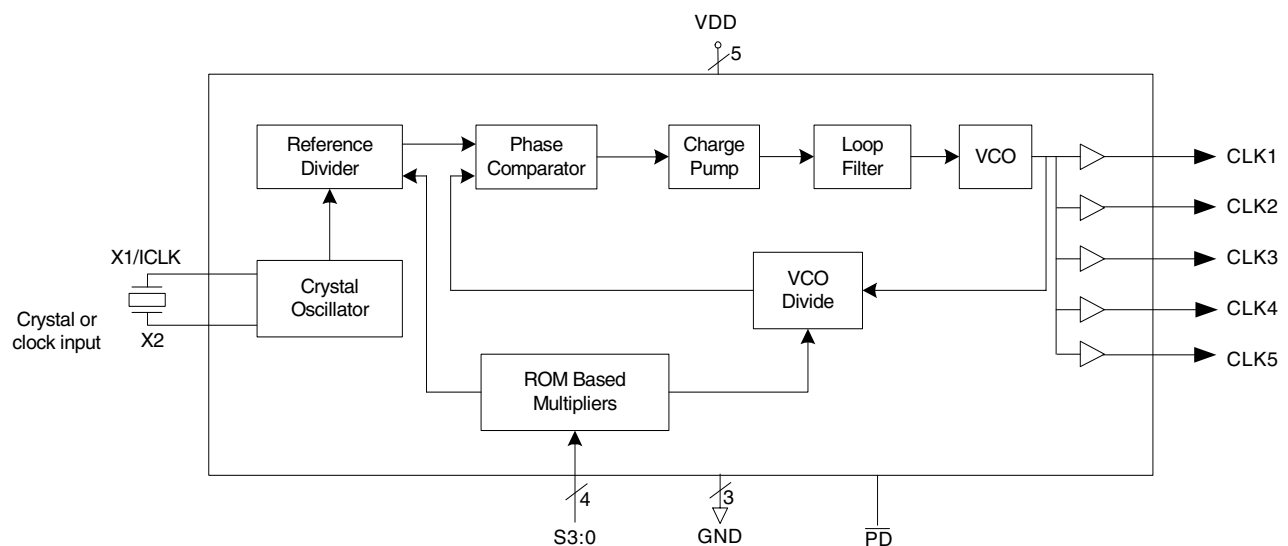 VDD
5
Reference
Divider
Phase
Comparator
Charge
Pump
Loop
Filter
VCO
CLK1
CLK2
CLK3
CLK4
CLK5
X1/ICLK
Crystal or
clock input
X2
Crystal
Oscillator
VCO
Divide
ROM Based
Multipliers
4
S3:0
3
GND
PD